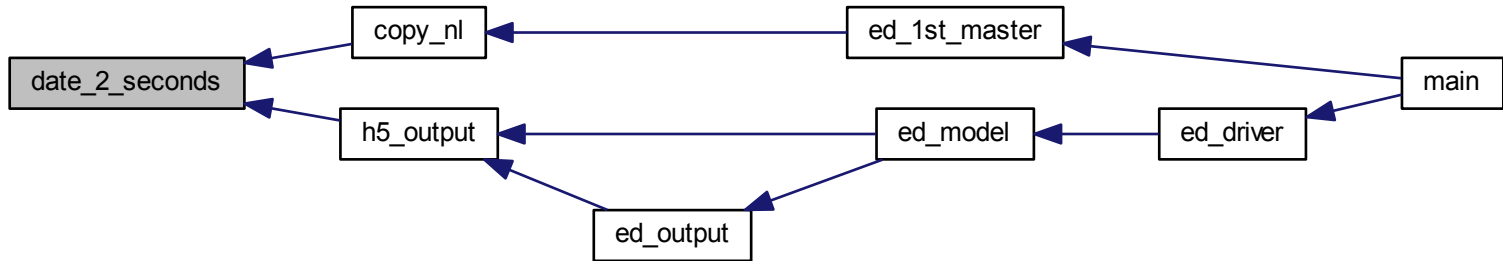 copy_nl
ed_1st_master
date_2_seconds
main
h5_output
ed_model
ed_driver
ed_output